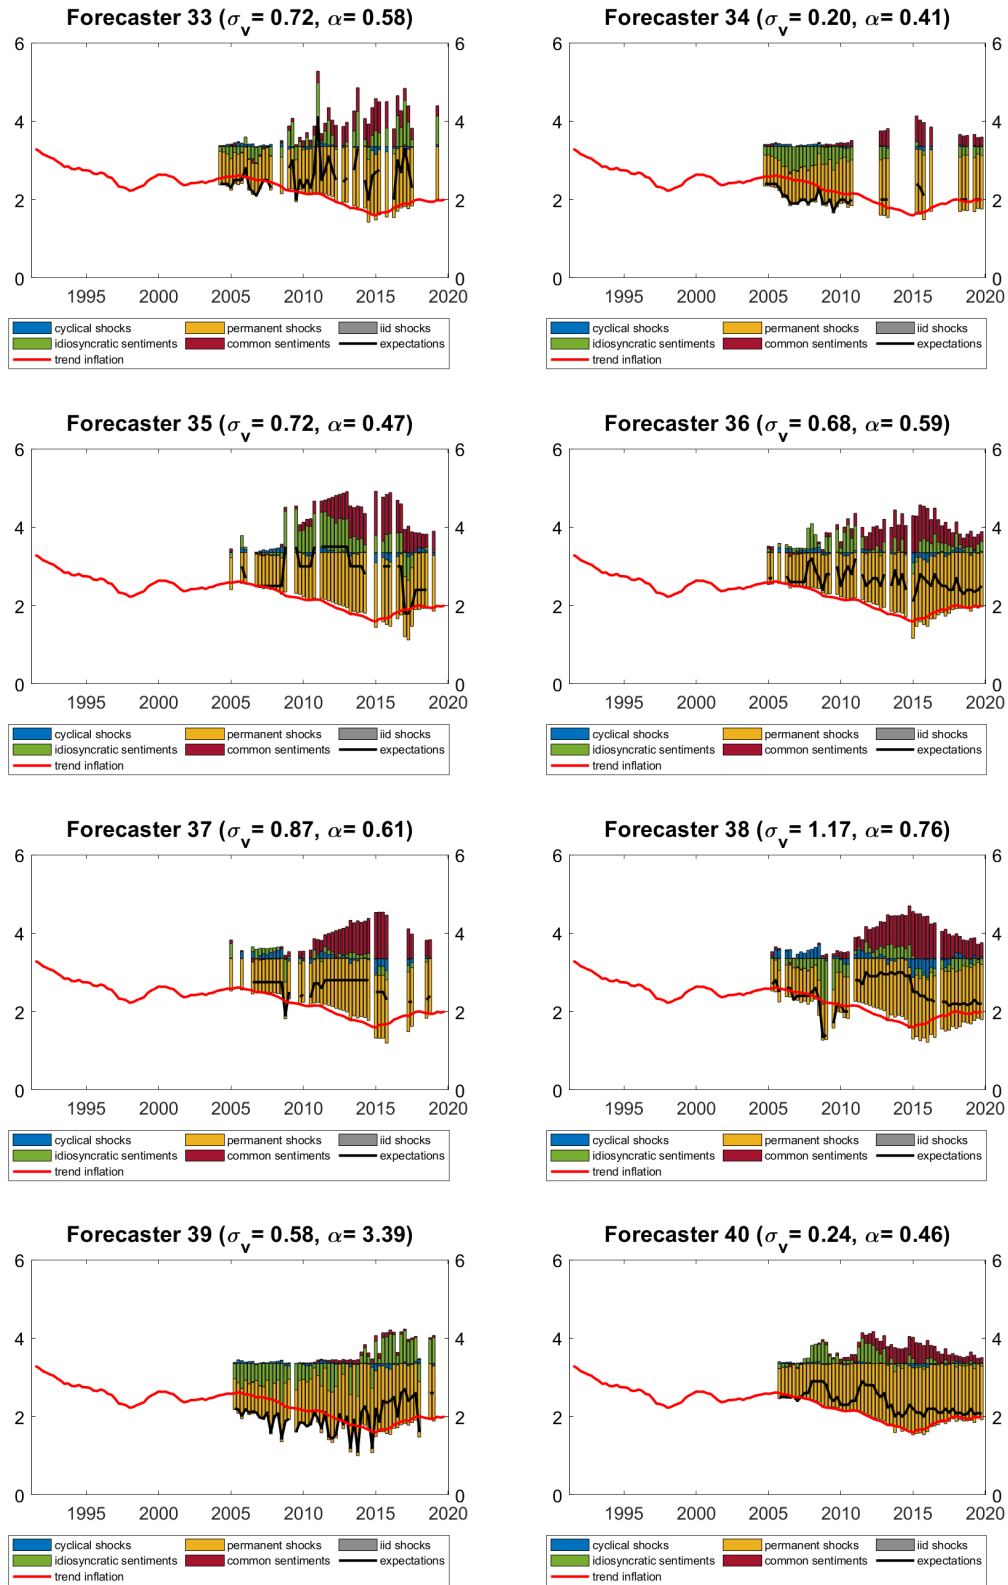 Forecaster 33 (σv= 0.72, α= 0.58)
6 6
4 4
2 2
0 0
1995 2000 2005 2010 2015 2020
cyclical shocks permanent shocks iid shocks
idiosyncratic sentiments common sentiments expectations
trend inflation
Forecaster 34 (σv= 0.20, α= 0.41)
6 6
4 4
2 2
0 0
1995 2000 2005 2010 2015 2020
cyclical shocks permanent shocks iid shocks
idiosyncratic sentiments common sentiments expectations
trend inflation
Forecaster 35 (σv= 0.72, α= 0.47)
6 6
4 4
2 2
0 0
1995 2000 2005 2010 2015 2020
cyclical shocks permanent shocks iid shocks
idiosyncratic sentiments common sentiments expectations
trend inflation
Forecaster 36 (σv= 0.68, α= 0.59)
6 6
4 4
2 2
0 0
1995 2000 2005 2010 2015 2020
cyclical shocks permanent shocks iid shocks
idiosyncratic sentiments common sentiments expectations
trend inflation
Forecaster 37 (σv= 0.87, α= 0.61)
6 6
4 4
2 2
0 0
1995 2000 2005 2010 2015 2020
cyclical shocks permanent shocks iid shocks
idiosyncratic sentiments common sentiments expectations
trend inflation
Forecaster 38 (σv= 1.17, α= 0.76)
6 6
4 4
2 2
0 0
1995 2000 2005 2010 2015 2020
cyclical shocks permanent shocks iid shocks
idiosyncratic sentiments common sentiments expectations
trend inflation
Forecaster 39 (σv= 0.58, α= 3.39)
6 6
4 4
2 2
0 0
1995 2000 2005 2010 2015 2020
cyclical shocks permanent shocks iid shocks
idiosyncratic sentiments common sentiments expectations
trend inflation
Forecaster 40 (σv= 0.24, α= 0.46)
6 6
4 4
2 2
0 0
1995 2000 2005 2010 2015 2020
cyclical shocks permanent shocks iid shocks
idiosyncratic sentiments common sentiments expectations
trend inflation